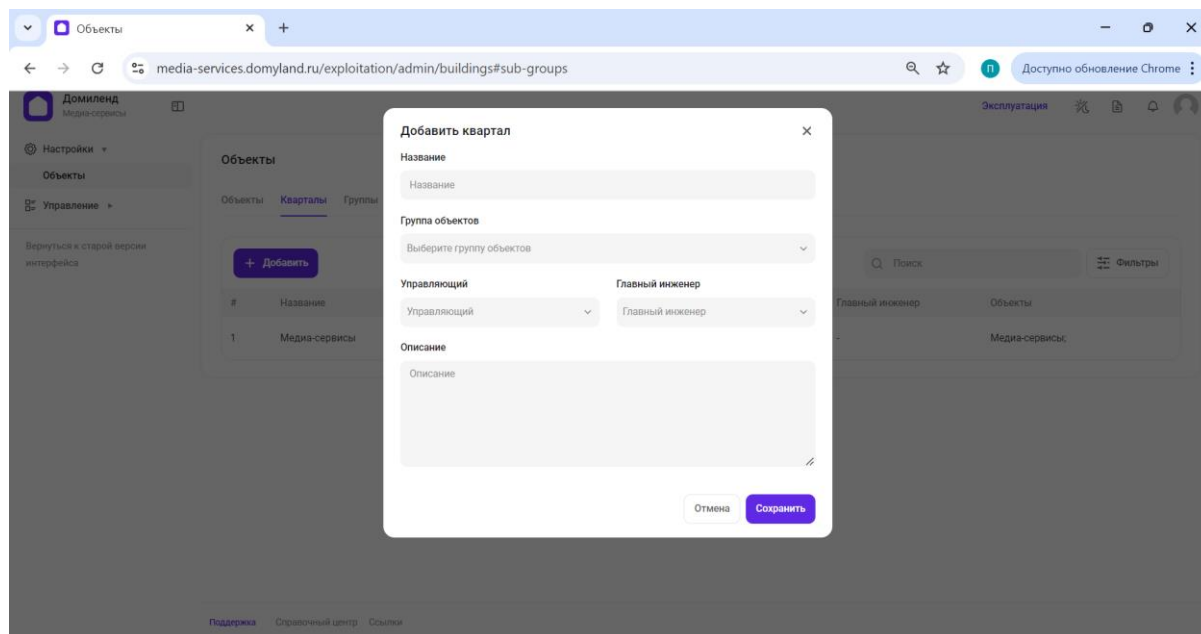 Объекты
media-services.domyland.ru/exploitation/admin/buildings#sub-groups
П
Доступно обновление Chrome
Домиленд
Медиа-сервисы
Эксплуатация
Настройки
Объекты
Управление
Вернуться к старой версии
интерфейса
Объекты
Объекты Кварталы Группы
+ Добавить
Поиск
Фильтры
# Название Главный инженер Объекты
1 Медиа-сервисы - Медиа-сервисы;
Добавить квартал
Название
Название
Группа объектов
Выберите группу объектов
Управляющий Главный инженер
Управляющий Главный инженер
Описание
Описание
Отмена Сохранить
Поддержка Справочный центр Ссылки